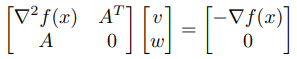 [∇²f(x) Aᵀ] [v] = [−∇f(x)]
[A 0] [w] [0]